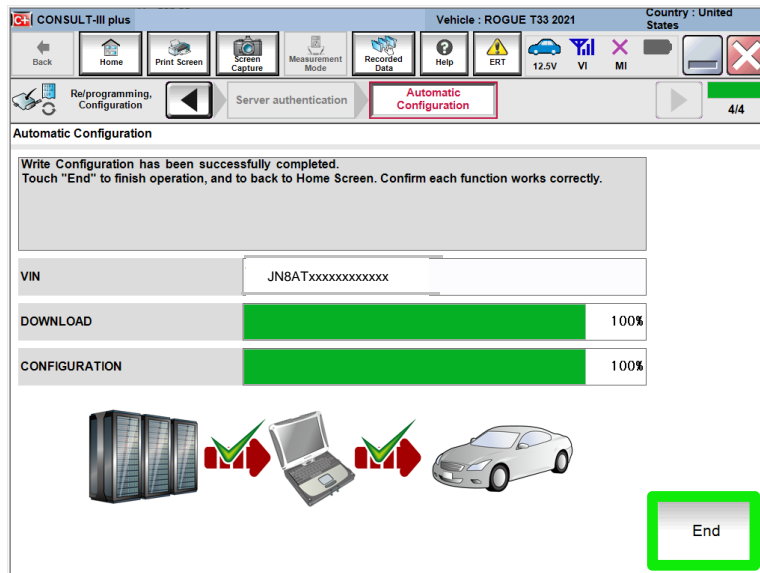 C+ CONSULT-III plus
Vehicle : ROGUE T33 2021
Country : United
States
Back
Home
Print Screen
Screen
Capture
Measurement
Mode
Recorded
Data
Help
ERT
12.5V
VI
MI
Re/programming,
Configuration
Server authentication
Automatic
Configuration
4/4
Automatic Configuration
Write Configuration has been successfully completed.
Touch "End" to finish operation, and to back to Home Screen. Confirm each function works correctly.
VIN
JN8ATxxxxxxxxxxxx
DOWNLOAD
100%
CONFIGURATION
100%
End